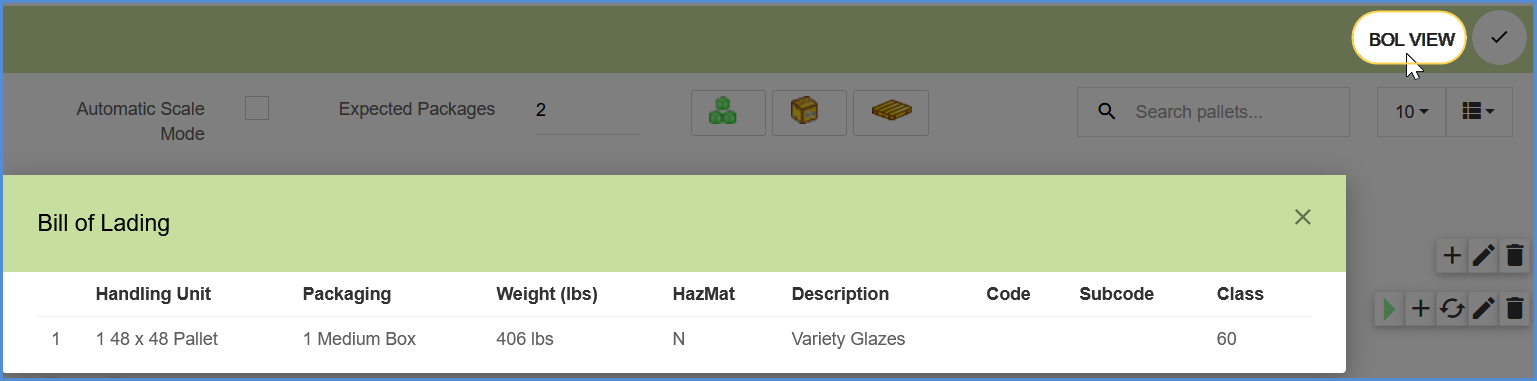 BOL VIEW
Automatic Scale Mode Expected Packages 2 Search pallets... 10
Bill of Lading
Handling Unit Packaging Weight (lbs) HazMat Description Code Subcode Class
1 1 48 x 48 Pallet 1 Medium Box 406 lbs N Variety Glazes 60